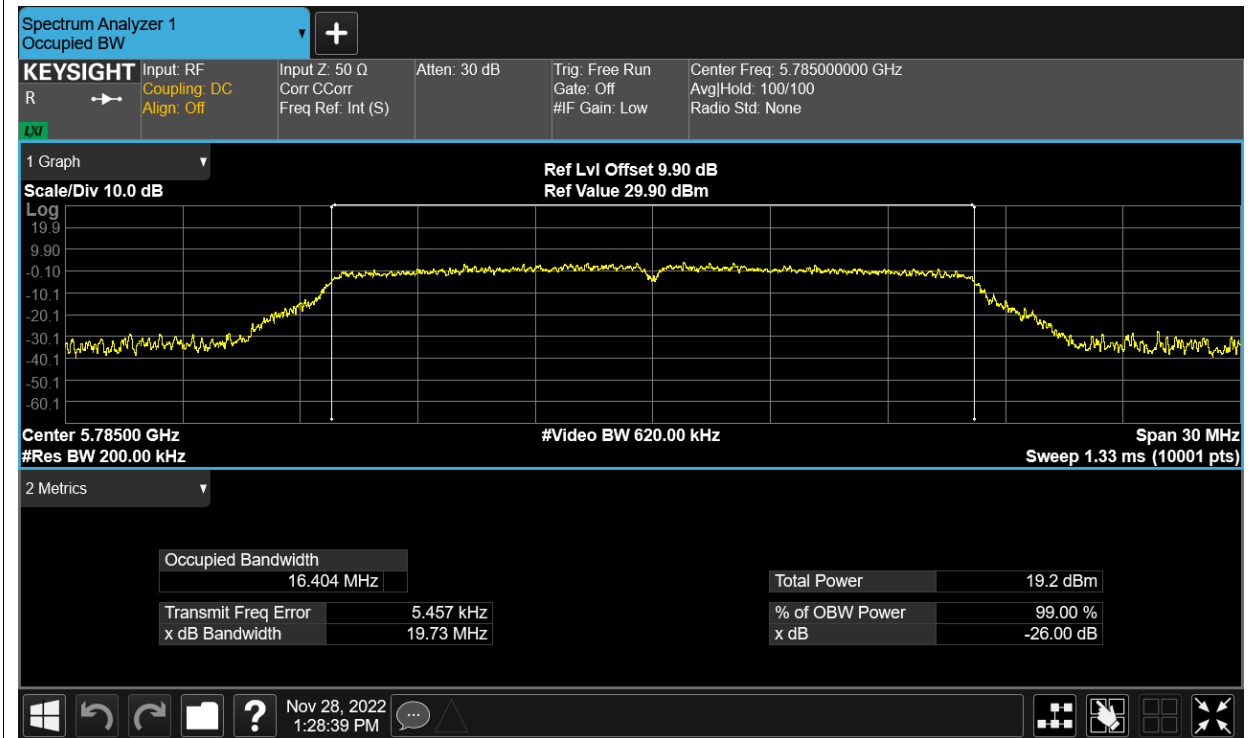 Spectrum Analyzer 1
Occupied BW
KEYSIGHT
R
LXI
Input: RF
Coupling: DC
Align: Off
Input Z: 50 Ω
Corr CCorr
Freq Ref: Int (S)
Atten: 30 dB
Trig: Free Run
Gate: Off
#IF Gain: Low
Center Freq: 5.785000000 GHz
Avg|Hold: 100/100
Radio Std: None
1 Graph
Scale/Div 10.0 dB
Ref Lvl Offset 9.90 dB
Ref Value 29.90 dBm
Log
19.9
9.90
-0.10
-10.1
-20.1
-30.1
-40.1
-50.1
-60.1
Center 5.78500 GHz
#Video BW 620.00 kHz
Span 30 MHz
#Res BW 200.00 kHz
Sweep 1.33 ms (10001 pts)
2 Metrics
Occupied Bandwidth
16.404 MHz
Total Power 19.2 dBm
Transmit Freq Error 5.457 kHz
% of OBW Power 99.00 %
x dB Bandwidth 19.73 MHz
x dB -26.00 dB
?
Nov 28, 2022
1:28:39 PM